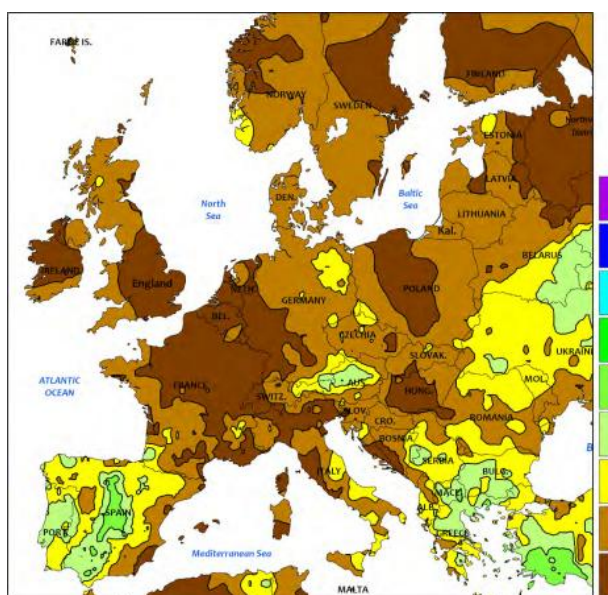 FAROE IS.
FINLAND
NORWAY
SWEDEN
ESTONIA
LATVIA
LITHUANIA
Kal.
North
Sea
Baltic
Sea
DEN.
BELARUS
IRELAND
England
NETH.
POLAND
GERMANY
BEL.
CZECHIA
UKRAINE
SLOVAK.
ATLANTIC
OCEAN
FRANCE
AUS.
MOL.
SWITZ.
HUNG.
SLOV.
ROMANIA
CRO.
BOSNIA
ITALY
SERBIA
BULG.
B
MACE.
ALB.
SPAIN
PORT.
GREECE
Mediterranean Sea
MALTA